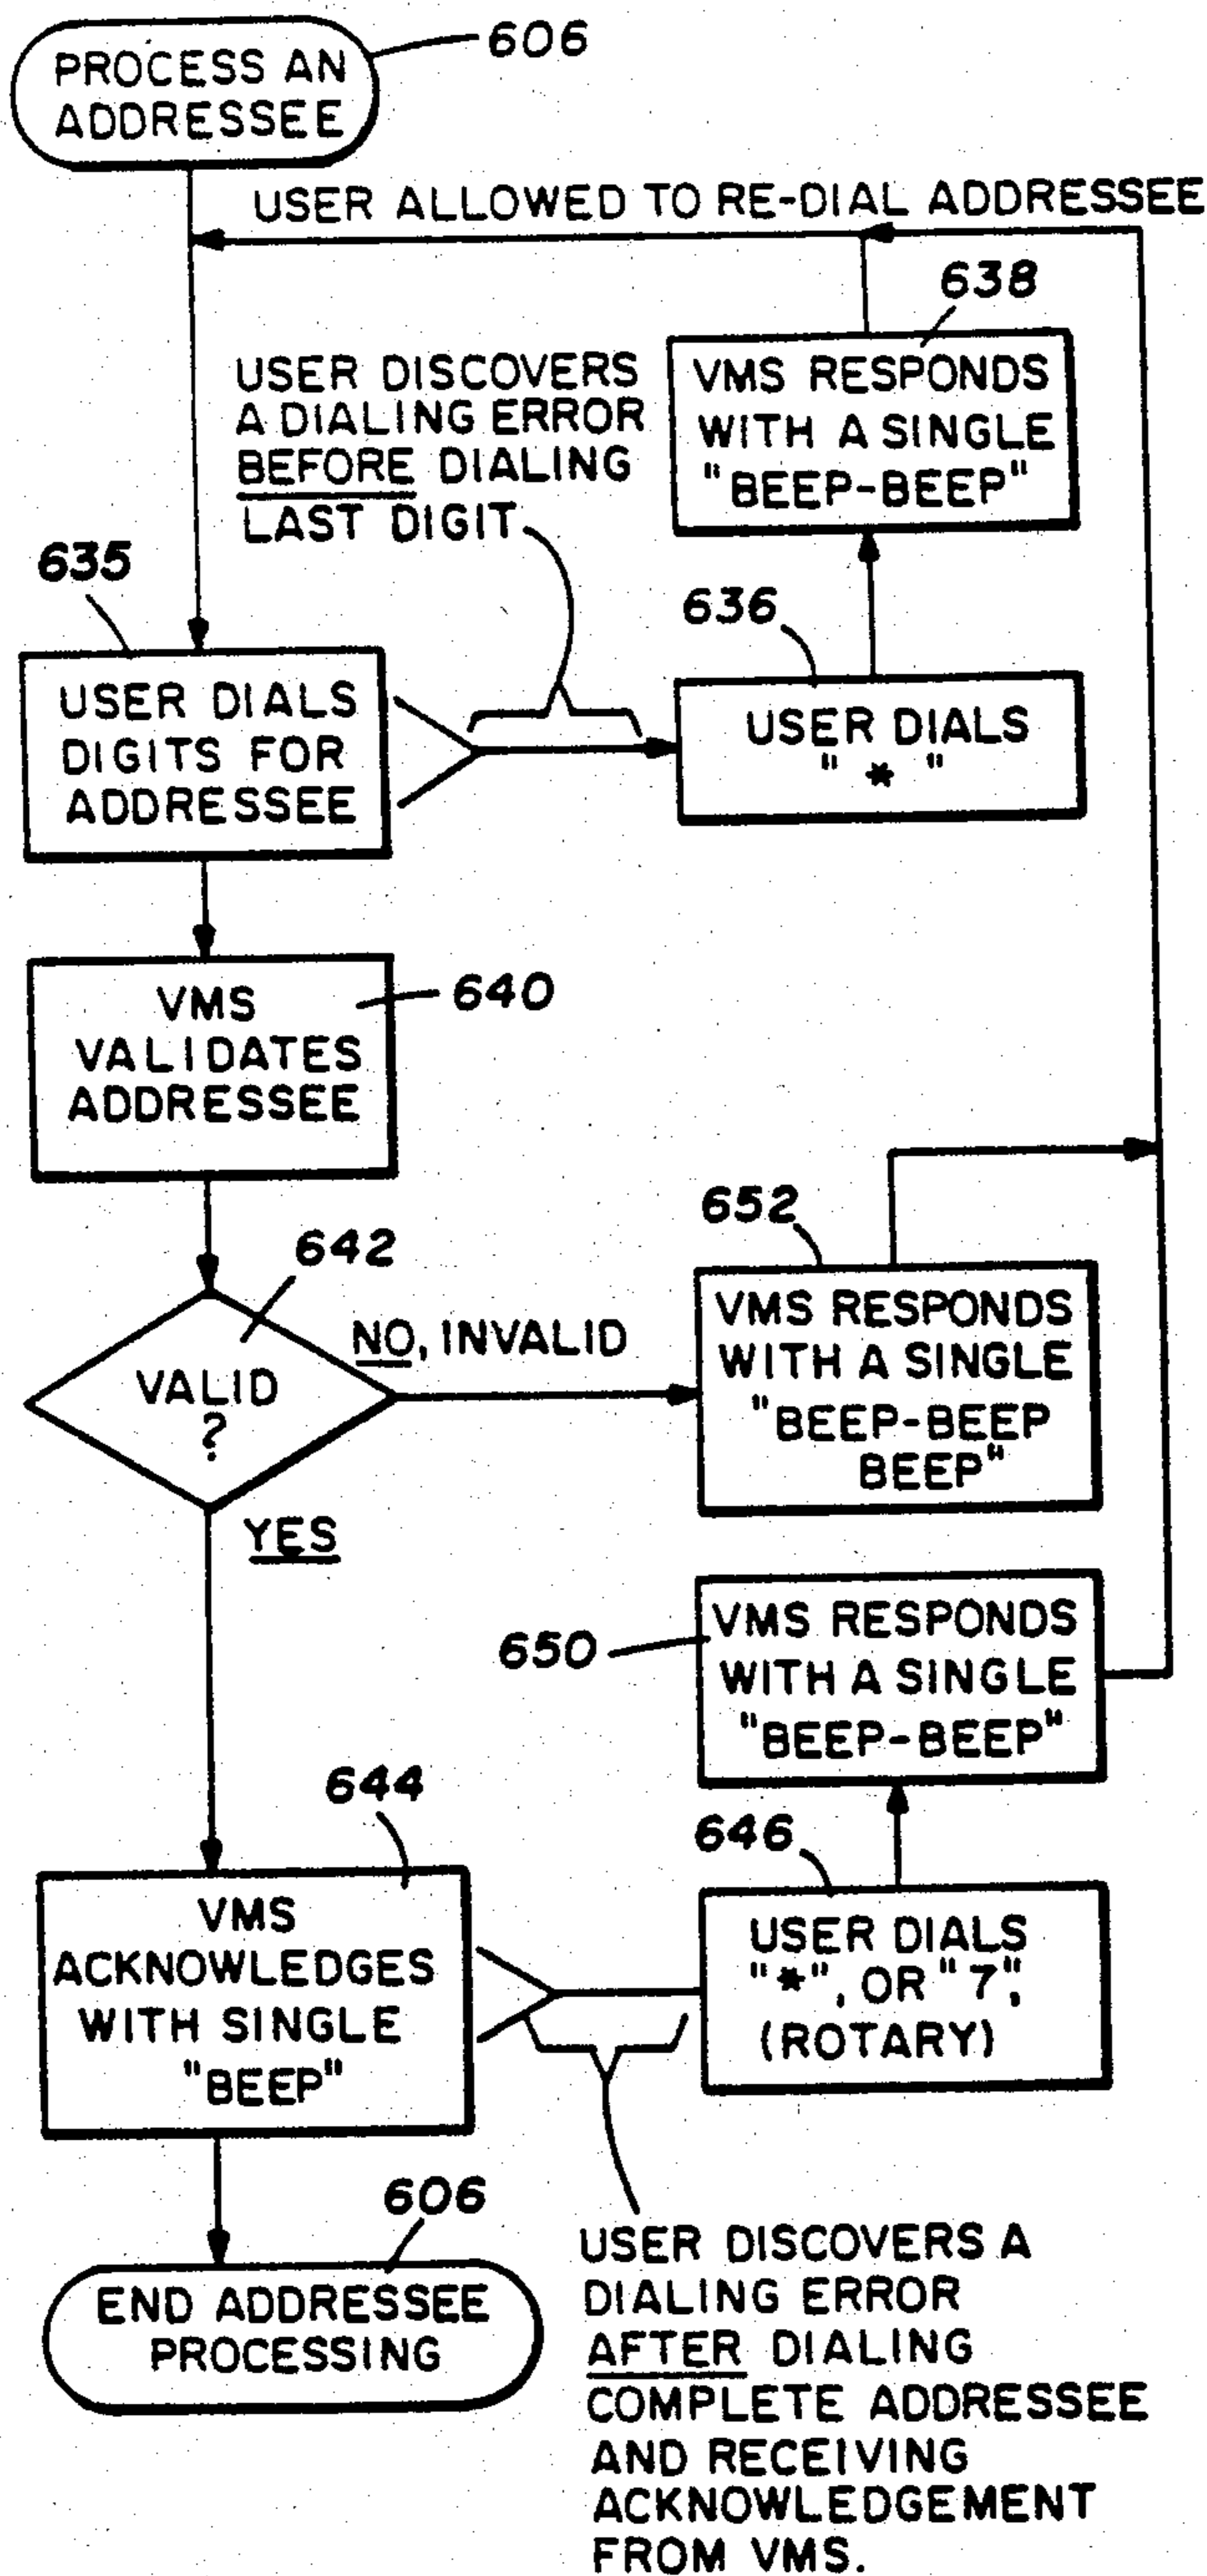 PROCESS AN
ADDRESSEE
606
USER ALLOWED TO RE-DIAL ADDRESSEE
638
VMS RESPONDS
WITH A SINGLE
"BEEP-BEEP"
USER DISCOVERS
A DIALING ERROR
BEFORE DIALING
LAST DIGIT
635
USER DIALS
DIGITS FOR
ADDRESSEE
636
USER DIALS
" * "
VMS
VALIDATES
ADDRESSEE
640
642
VALID
?
NO, INVALID
652
VMS RESPONDS
WITH A SINGLE
"BEEP-BEEP
BEEP"
YES
650
VMS RESPONDS
WITH A SINGLE
"BEEP-BEEP"
644
VMS
ACKNOWLEDGES
WITH SINGLE
"BEEP"
646
USER DIALS
"*", OR "7",
(ROTARY)
606
END ADDRESSEE
PROCESSING
USER DISCOVERS A
DIALING ERROR
AFTER DIALING
COMPLETE ADDRESSEE
AND RECEIVING
ACKNOWLEDGEMENT
FROM VMS.